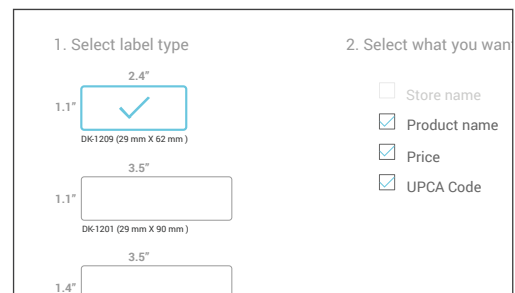 1. Select label type
2.4"
1.1"
DK-1209 (29 mm X 62 mm )
3.5"
1.1"
DK-1201 (29 mm X 90 mm )
3.5"
1.4"
2. Select what you wan
Store name
Product name
Price
UPCA Code